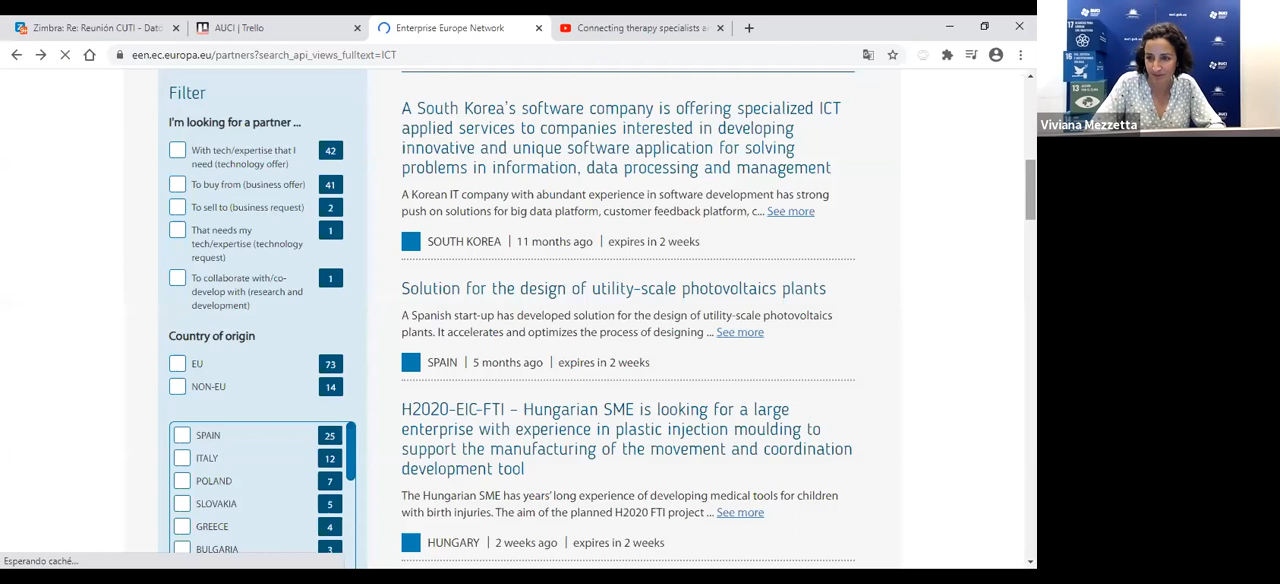 Zimbra: Re: Reunión CUTI - Dato
AUCI | Trello
Enterprise Europe Network
Connecting therapy specialists a
een.ec.europa.eu/partners?search_api_views_fulltext=ICT
Filter
I'm looking for a partner ...
With tech/expertise that I
need (technology offer)
42
To buy from (business offer)
41
To sell to (business request)
2
That needs my
tech/expertise (technology
request)
1
To collaborate with/co-
develop with (research and
development)
1
Country of origin
EU
73
NON-EU
14
SPAIN
25
ITALY
12
POLAND
7
SLOVAKIA
5
GREECE
4
BULGARIA
3
Esperando caché...
A South Korea's software company is offering specialized ICT
applied services to companies interested in developing
innovative and unique software application for solving
problems in information, data processing and management
A Korean IT company with abundant experience in software development has strong
push on solutions for big data platform, customer feedback platform, c... See more
SOUTH KOREA | 11 months ago | expires in 2 weeks
Solution for the design of utility-scale photovoltaics plants
A Spanish start-up has developed solution for the design of utility-scale photovoltaics
plants. It accelerates and optimizes the process of designing ... See more
SPAIN | 5 months ago | expires in 2 weeks
H2020-EIC-FTI – Hungarian SME is looking for a large
enterprise with experience in plastic injection moulding to
support the manufacturing of the movement and coordination
development tool
The Hungarian SME has years' long experience of developing medical tools for children
with birth injuries. The aim of the planned H2020 FTI project ... See more
HUNGARY | 2 weeks ago | expires in 2 weeks
17
16
13
AUCI
Viviana Mezzetta